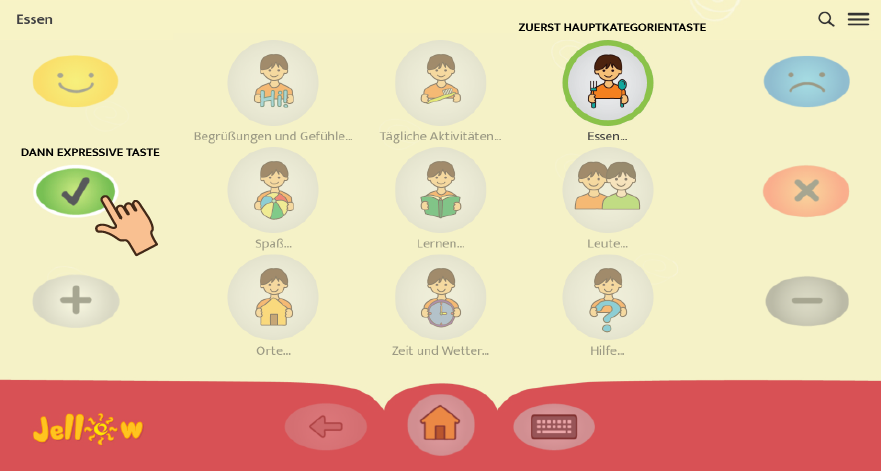 Essen
ZUERST HAUPTKATEGORIENTASTE
Hi!
Begrüßungen und Gefühle...
Tägliche Aktivitäten...
Essen...
DANN EXPRESSIVE TASTE
Spaß...
Lernen...
Leute...
Orte...
Zeit und Wetter...
Hilfe...
?
Jellow